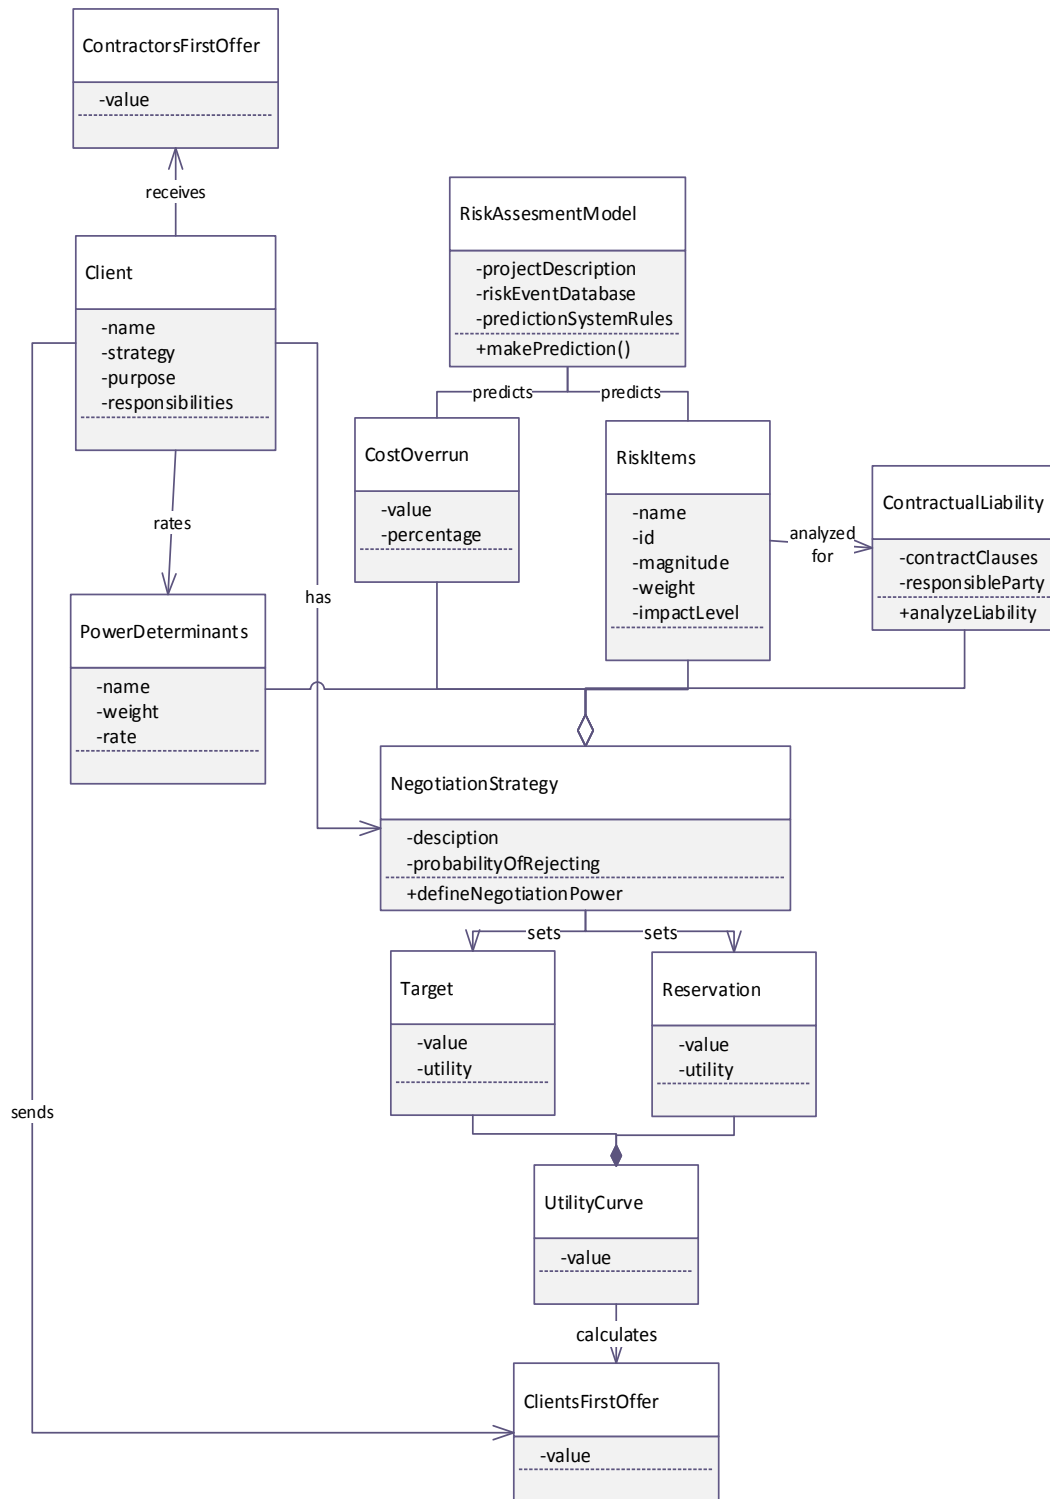 ContractorsFirstOffer
-value
receives
Client
-name
-strategy
-purpose
-responsibilities
RiskAssesmentModel
-projectDescription
-riskEventDatabase
-predictionSystemRules
+makePrediction()
predicts
predicts
CostOverrun
-value
-percentage
RiskItems
-name
-id
-magnitude
-weight
-impactLevel
analyzed
for
ContractualLiability
-contractClauses
-responsibleParty
+analyzeLiability
rates
has
PowerDeterminants
-name
-weight
-rate
NegotiationStrategy
-desciption
-probabilityOfRejecting
+defineNegotiationPower
sets
sets
Target
-value
-utility
Reservation
-value
-utility
sends
UtilityCurve
-value
calculates
ClientsFirstOffer
-value